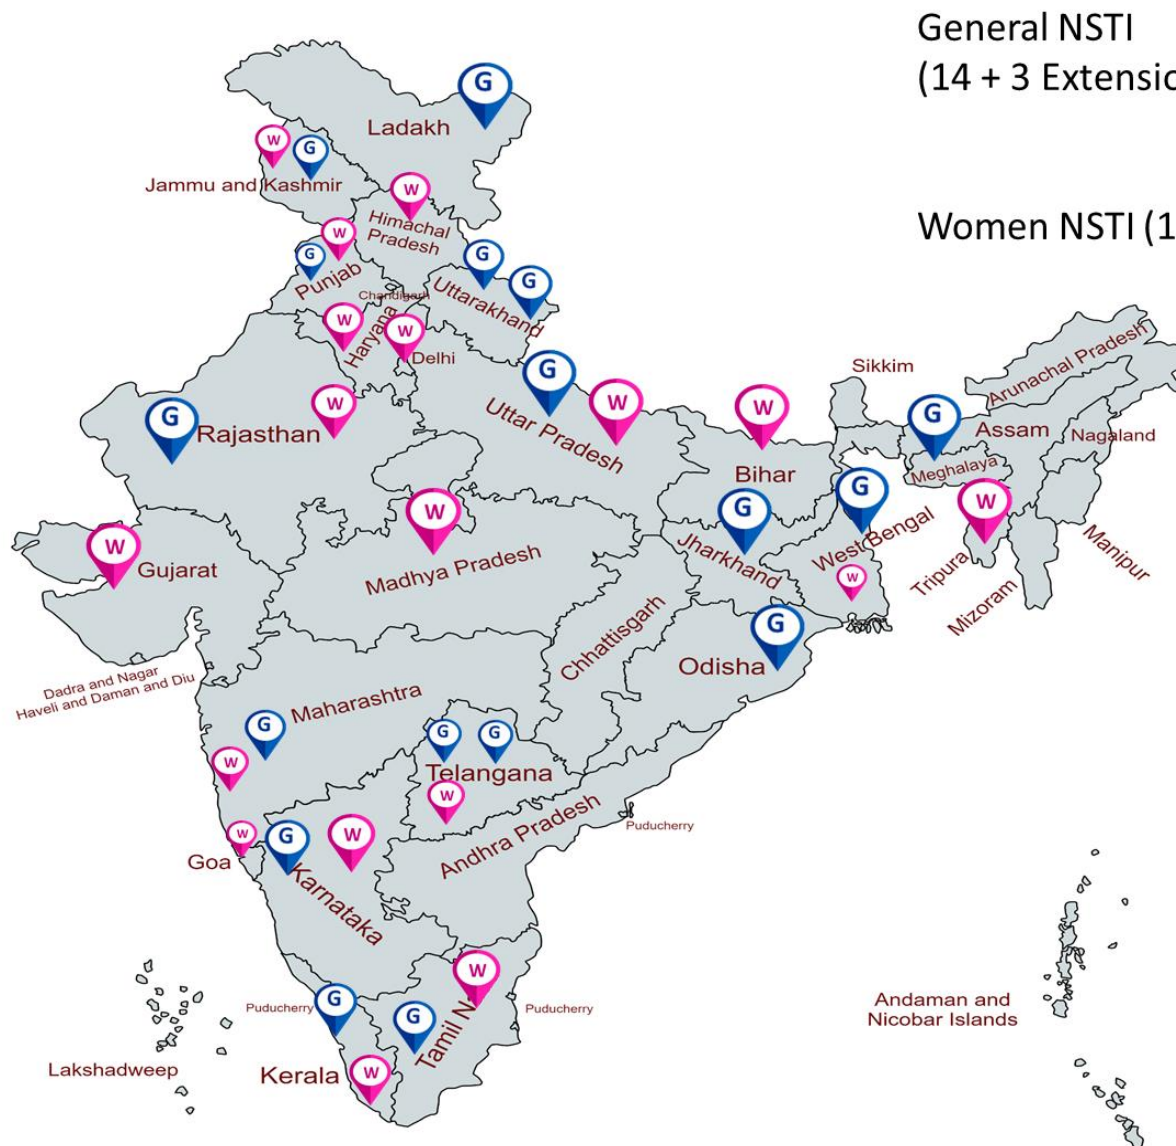 General NSTI
(14 + 3 Extensio
Women NSTI (1
G
Ladakh
W
G
Jammu and Kashmir
W
Himachal
Pradesh
W
G
Punjab
G
G
Uttarakhand
Chandigarh
W
Haryana
W
Delhi
G
Rajasthan
W
G
Uttar Pradesh
W
W
Bihar
Sikkim
Arunachal Pradesh
G
Assam
Nagaland
Meghalaya
W
Tripura
Mizoram
Manipur
G
West Bengal
W
G
Jharkhand
W
Gujarat
W
Madhya Pradesh
Chhattisgarh
G
Odisha
Dadra and Nagar
Haveli and Daman and Diu
Maharashtra
G
W
G
G
Telangana
W
Andhra Pradesh
Puducherry
W
Goa
G
W
Karnataka
Puducherry
G
W
G
Tamil N
Puducherry
Kerala
W
Lakshadweep
Andaman and
Nicobar Islands